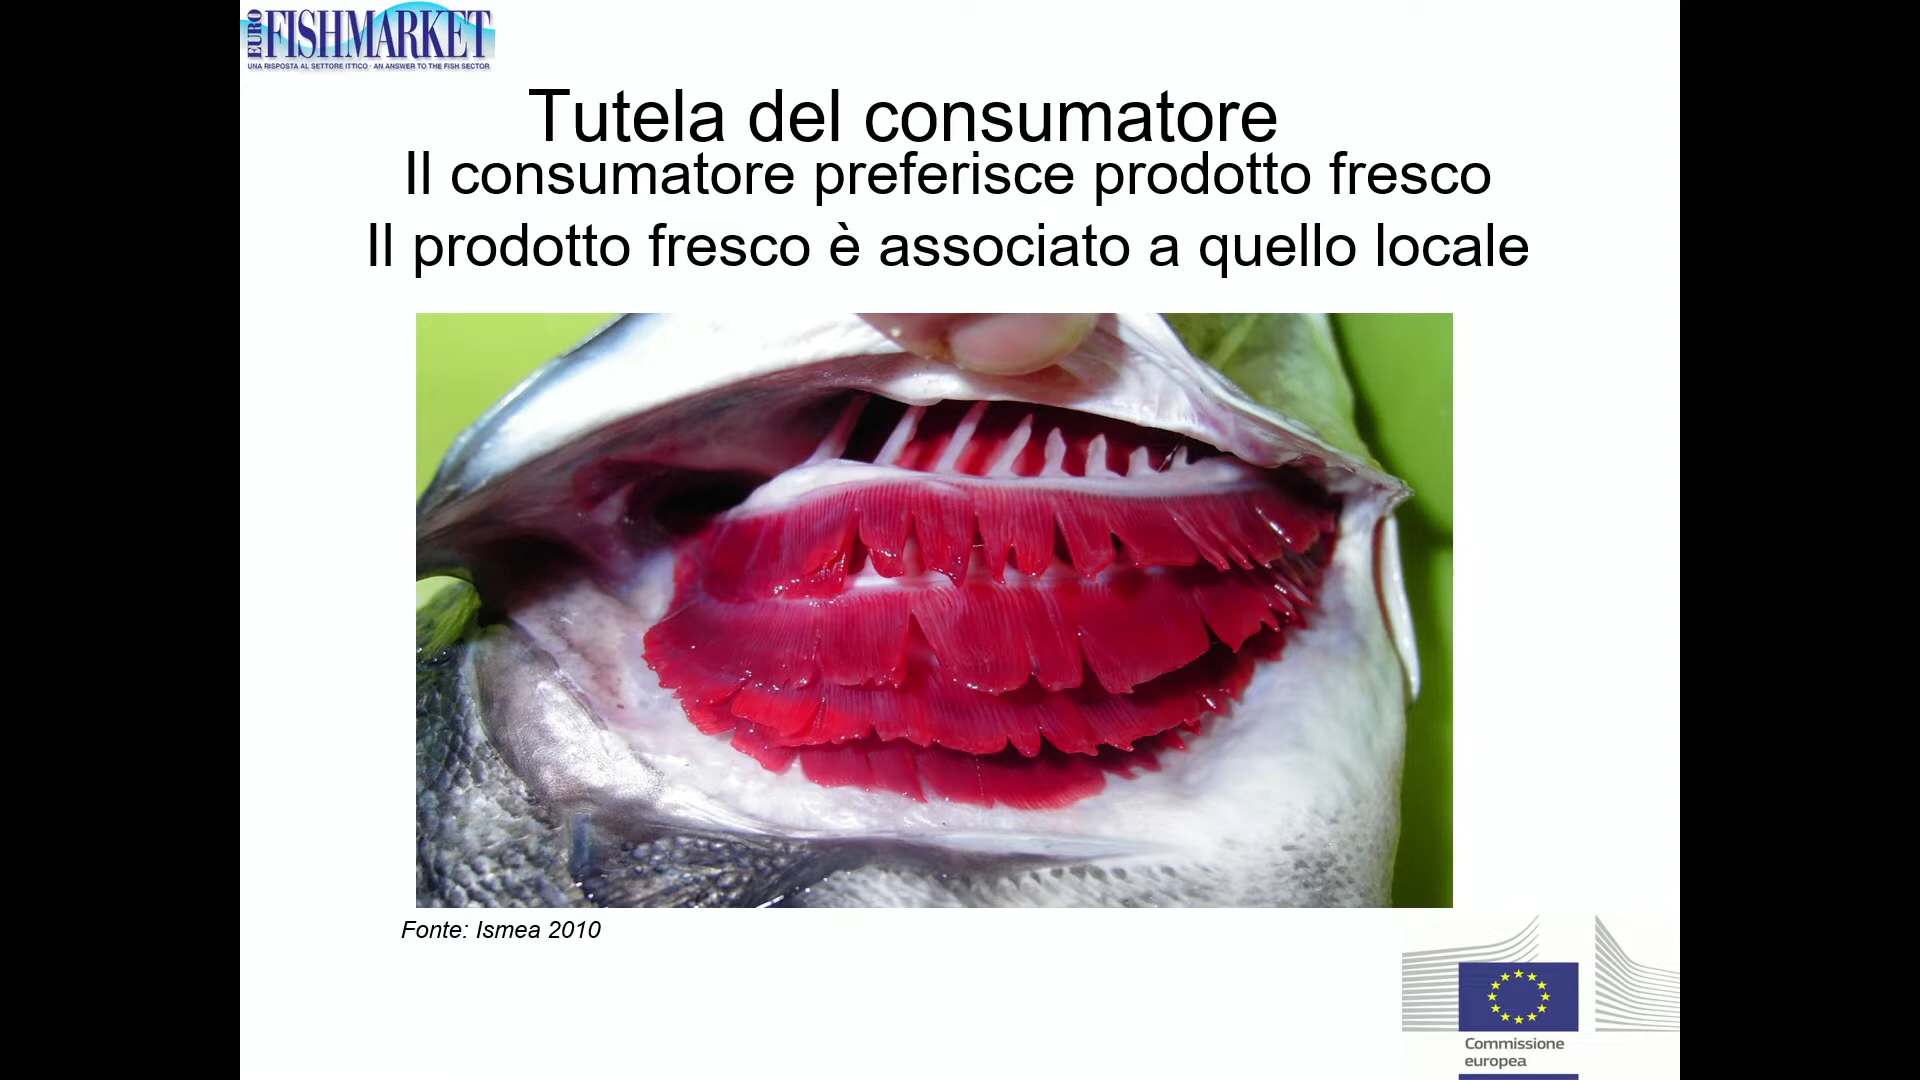 EURO FISHMARKET
UNA RISPOSTA AL SETTORE ITTICO - AN ANSWER TO THE FISH SECTOR
Tutela del consumatore
Il consumatore preferisce prodotto fresco
Il prodotto fresco è associato a quello locale
Fonte: Ismea 2010
Commissione
europea